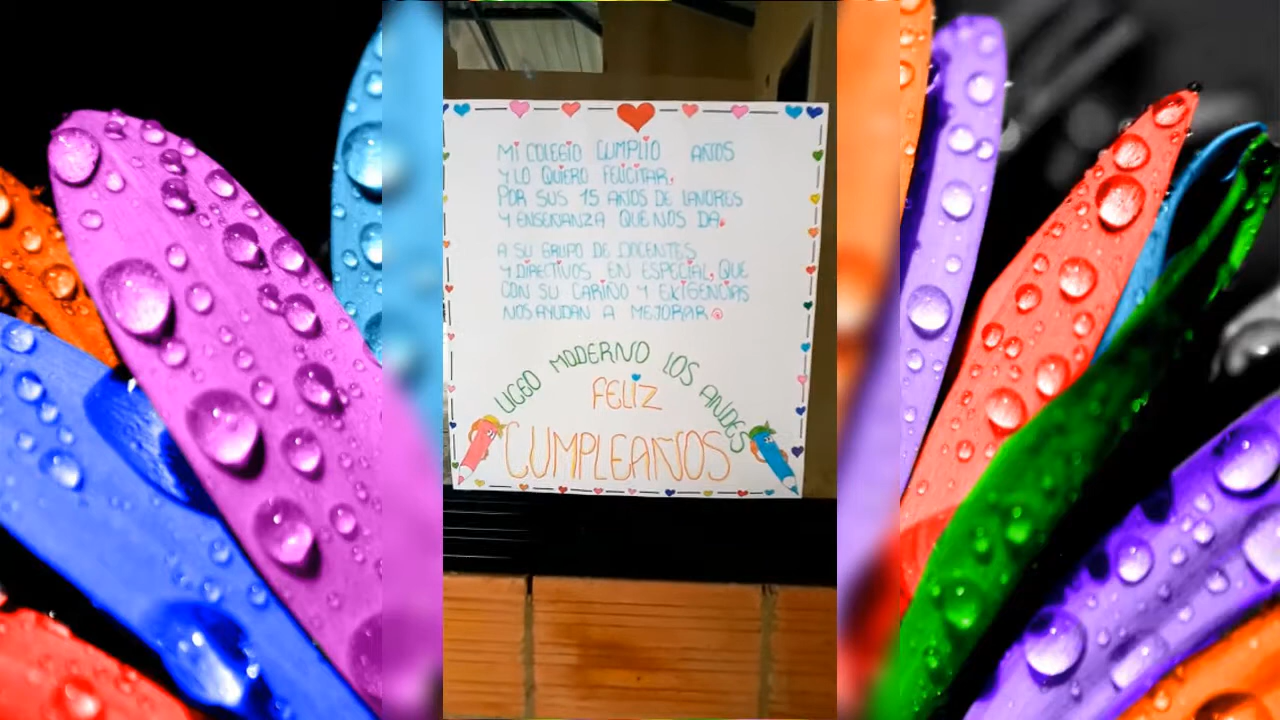 MI COLEGIO CUMPLIO AÑOS
Y LO QUIERO FELICITAR,
POR SUS 15 AÑOS DE LAVORES
Y ENSEÑANZA QUE NOS DA.
A SU GRUPO DE DOCENTES
Y DIRECTIVOS EN ESPECIAL, QUE
CON SU CARIÑO Y EXIGENCIAS
NOS AYUDAN A MEJORAR
LICEO MODERNO LOS ANDES
FELIZ
CUMPLEAÑOS